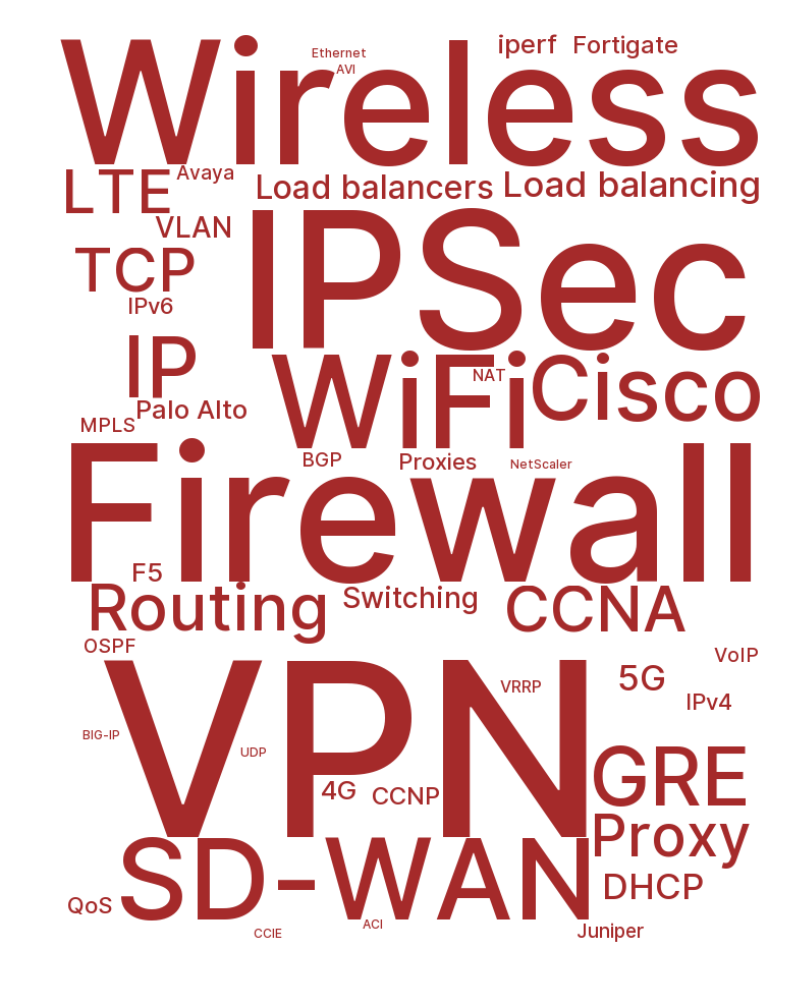 Wireless
Ethernet
AVI
iperf
Fortigate
LTE
Avaya
Load balancers
Load balancing
VLAN
IPSec
TCP
IPv6
IP
WiFi
NAT
Cisco
Palo Alto
MPLS
BGP
Proxies
NetScaler
Firewall
F5
Routing
Switching
CCNA
OSPF
VoIP
VPN
VRRP
5G
IPv4
BIG-IP
UDP
4G
CCNP
GRE
Proxy
SD-WAN
DHCP
QoS
CCIE
ACI
Juniper